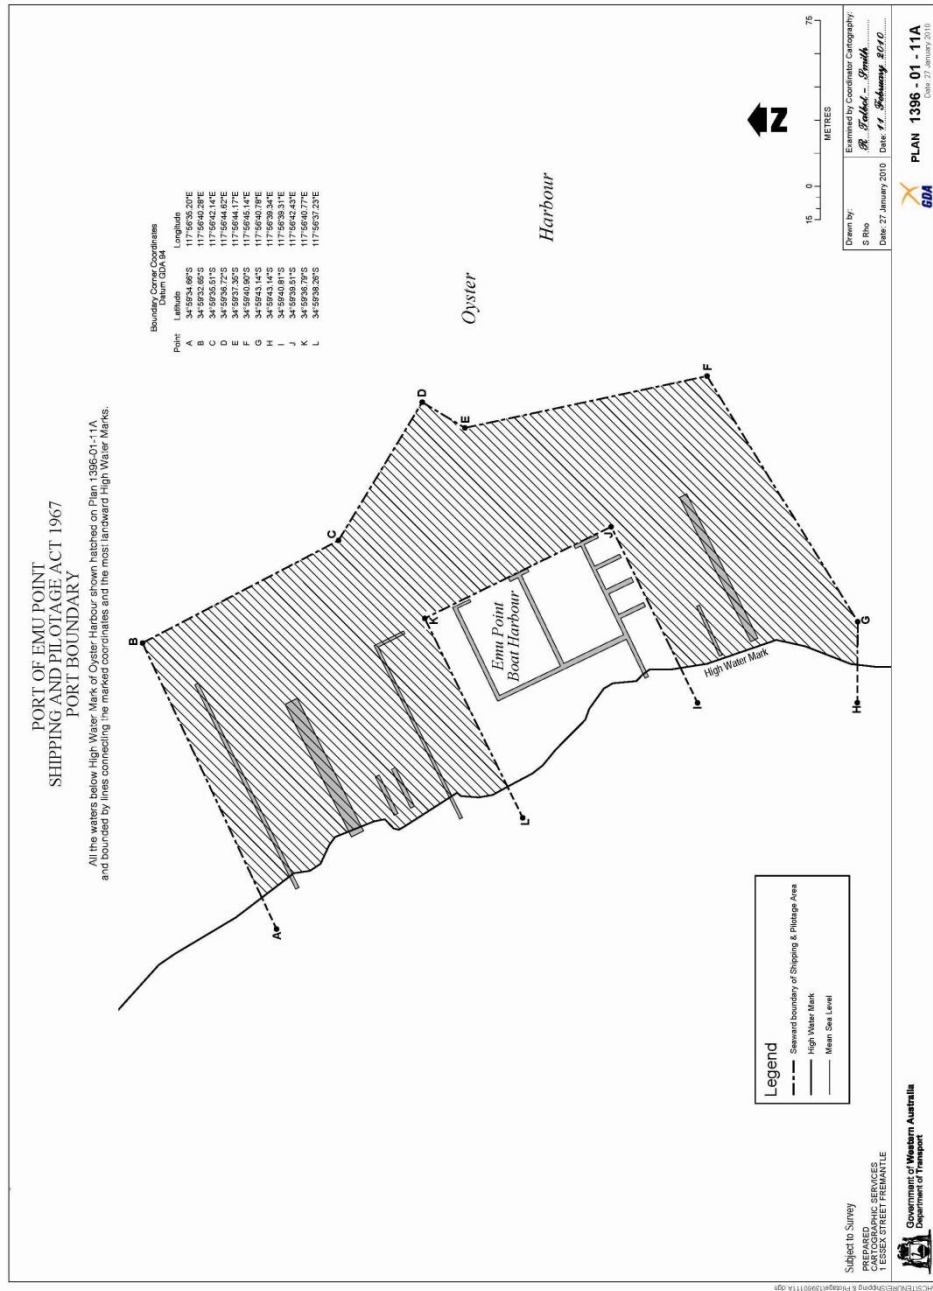 PORT OF EMU POINT
SHIPPING AND PILOTAGE ACT 1967
PORT BOUNDARY
All the waters below High Water Mark of Oyster Harbour shown hatched on Plan 1396-01-11A
and bounded by lines connecting the marked coordinates and the most landward High Water Marks.
Boundary Corner Coordinates
Datum GDA 94
Point Latitude Longitude
A 34°59'34.66"S 117°56'35.20"E
B 34°59'32.65"S 117°56'40.28"E
C 34°59'35.51"S 117°56'42.14"E
D 34°59'36.72"S 117°56'44.62"E
E 34°59'37.35"S 117°56'44.17"E
F 34°59'40.90"S 117°56'45.14"E
G 34°59'43.14"S 117°56'40.78"E
H 34°59'43.14"S 117°56'39.34"E
I 34°59'40.81"S 117°56'39.31"E
J 34°59'39.51"S 117°56'42.43"E
K 34°59'36.79"S 117°56'40.77"E
L 34°59'38.26"S 117°56'37.23"E
B
A
C
D
E
K
L
J
I
F
G
H
Emu Point
Boat Harbour
High Water Mark
Oyster
Harbour
N
Legend
Seaward boundary of Shipping & Pilotage Area
High Water Mark
Mean Sea Level
15 0 75
METRES
Subject to Survey
PREPARED
CARTOGRAPHIC SERVICES
1 ESSEX STREET FREMANTLE
Drawn by:
S Rho
Date: 27 January 2010
Examined by Coordinator Cartography:
R. Talbot - Smith
Date: 11 February 2010
Government of Western Australia
Department of Transport
GDA
PLAN 1396 - 01 - 11A
Date: 27 January 2010